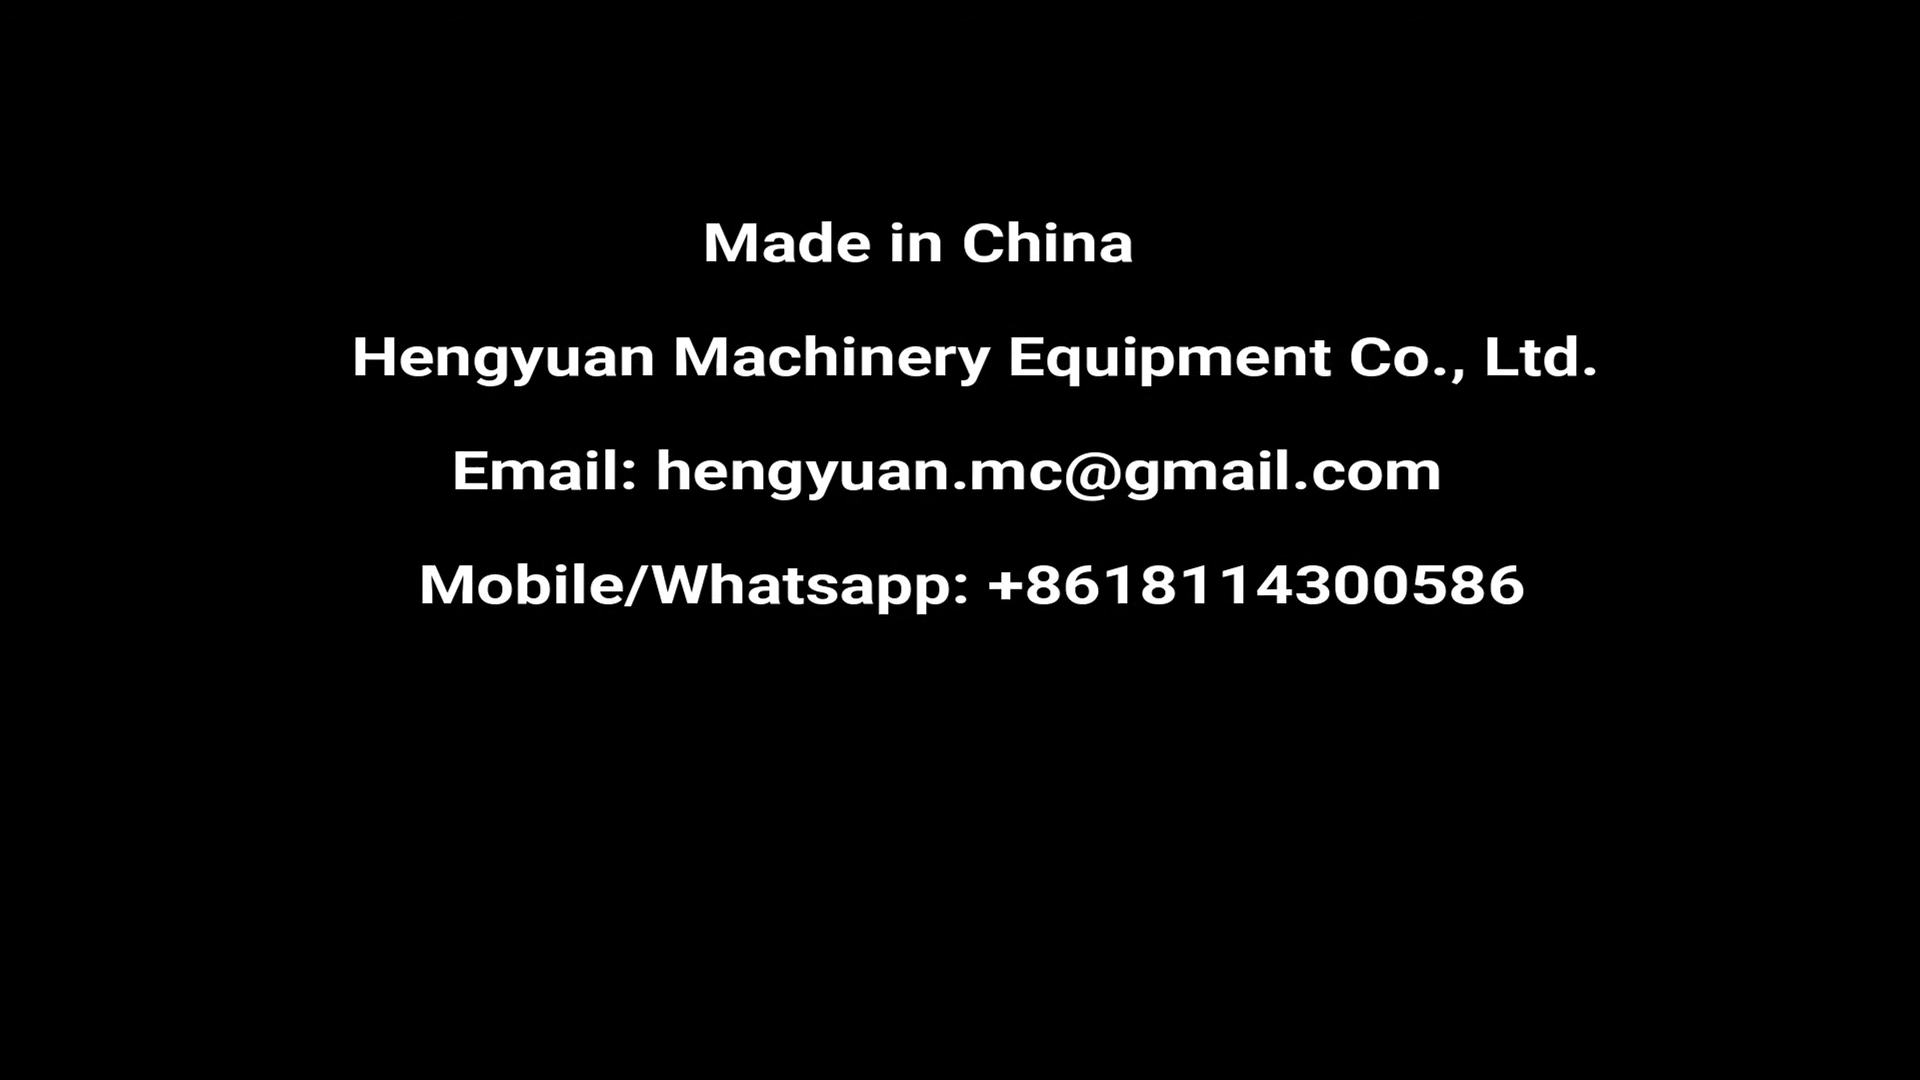 Made in China
Hengyuan Machinery Equipment Co., Ltd.
Email: hengyuan.mc@gmail.com
Mobile/Whatsapp: +8618114300586